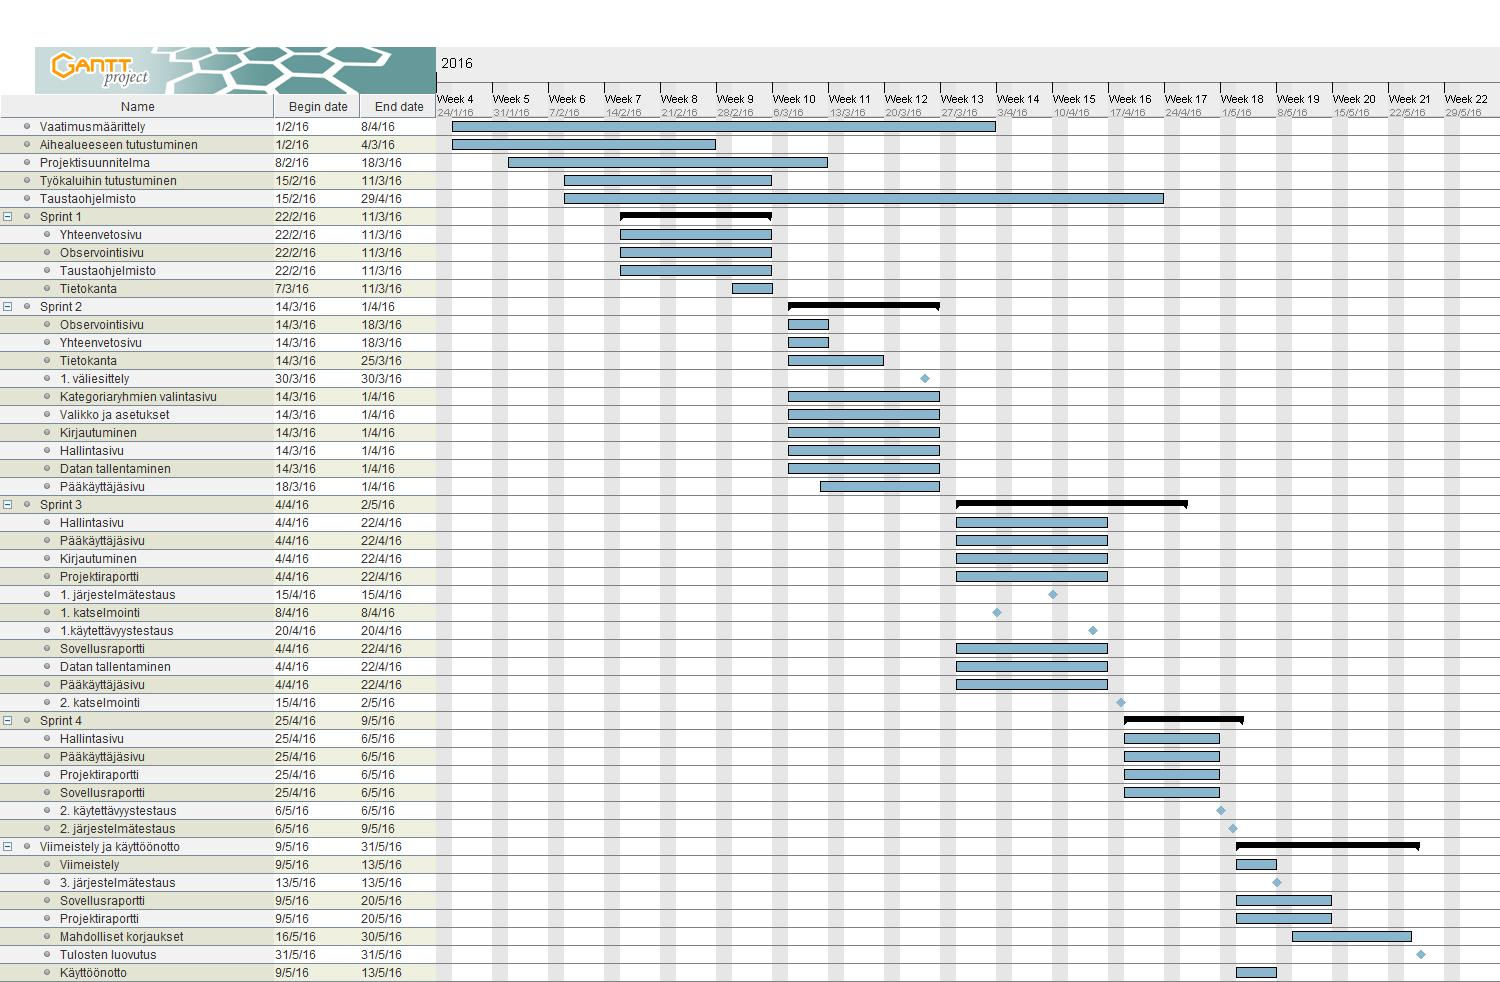 GANTT
project
2016
Name Begin date End date
Week 4 Week 5 Week 6 Week 7 Week 8 Week 9 Week 10 Week 11 Week 12 Week 13 Week 14 Week 15 Week 16 Week 17 Week 18 Week 19 Week 20 Week 21 Week 22
24/1/16 31/1/16 7/2/16 14/2/16 21/2/16 28/2/16 6/3/16 13/3/16 20/3/16 27/3/16 3/4/16 10/4/16 17/4/16 24/4/16 1/5/16 8/5/16 15/5/16 22/5/16 29/5/16
Vaatimusmäärittely 1/2/16 8/4/16
Aihealueeseen tutustuminen 1/2/16 4/3/16
Projektisuunnitelma 8/2/16 18/3/16
Työkaluihin tutustuminen 15/2/16 11/3/16
Taustaohjelmisto 15/2/16 29/4/16
Sprint 1 22/2/16 11/3/16
Yhteenvetosivu 22/2/16 11/3/16
Observointisivu 22/2/16 11/3/16
Taustaohjelmisto 22/2/16 11/3/16
Tietokanta 7/3/16 11/3/16
Sprint 2 14/3/16 1/4/16
Observointisivu 14/3/16 18/3/16
Yhteenvetosivu 14/3/16 18/3/16
Tietokanta 14/3/16 25/3/16
1. väliesittely 30/3/16 30/3/16
Kategoriaryhmien valintasivu 14/3/16 1/4/16
Valikko ja asetukset 14/3/16 1/4/16
Kirjautuminen 14/3/16 1/4/16
Hallintasivu 14/3/16 1/4/16
Datan tallentaminen 14/3/16 1/4/16
Pääkäyttäjäsivu 18/3/16 1/4/16
Sprint 3 4/4/16 2/5/16
Hallintasivu 4/4/16 22/4/16
Pääkäyttäjäsivu 4/4/16 22/4/16
Kirjautuminen 4/4/16 22/4/16
Projektiraportti 4/4/16 22/4/16
1. järjestelmätestaus 15/4/16 15/4/16
1. katselmointi 8/4/16 8/4/16
1.käytettävyystestaus 20/4/16 20/4/16
Sovellusraportti 4/4/16 22/4/16
Datan tallentaminen 4/4/16 22/4/16
Pääkäyttäjäsivu 4/4/16 22/4/16
2. katselmointi 15/4/16 2/5/16
Sprint 4 25/4/16 9/5/16
Hallintasivu 25/4/16 6/5/16
Pääkäyttäjäsivu 25/4/16 6/5/16
Projektiraportti 25/4/16 6/5/16
Sovellusraportti 25/4/16 6/5/16
2. käytettävyystestaus 6/5/16 6/5/16
2. järjestelmätestaus 6/5/16 9/5/16
Viimeistely ja käyttöönotto 9/5/16 31/5/16
Viimeistely 9/5/16 13/5/16
3. järjestelmätestaus 13/5/16 13/5/16
Sovellusraportti 9/5/16 20/5/16
Projektiraportti 9/5/16 20/5/16
Mahdolliset korjaukset 16/5/16 30/5/16
Tulosten luovutus 31/5/16 31/5/16
Käyttöönotto 9/5/16 13/5/16